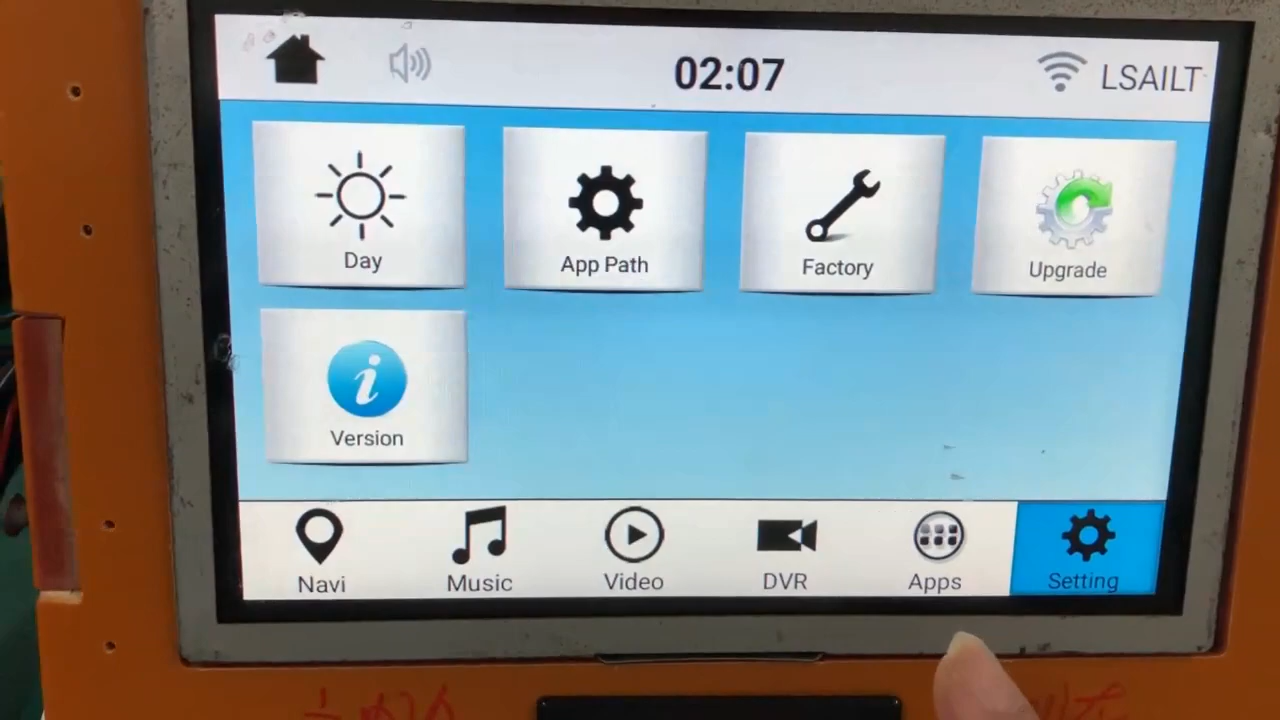 02:07
LSAILT
Day
App Path
Factory
Upgrade
Version
Navi
Music
Video
DVR
Apps
Setting